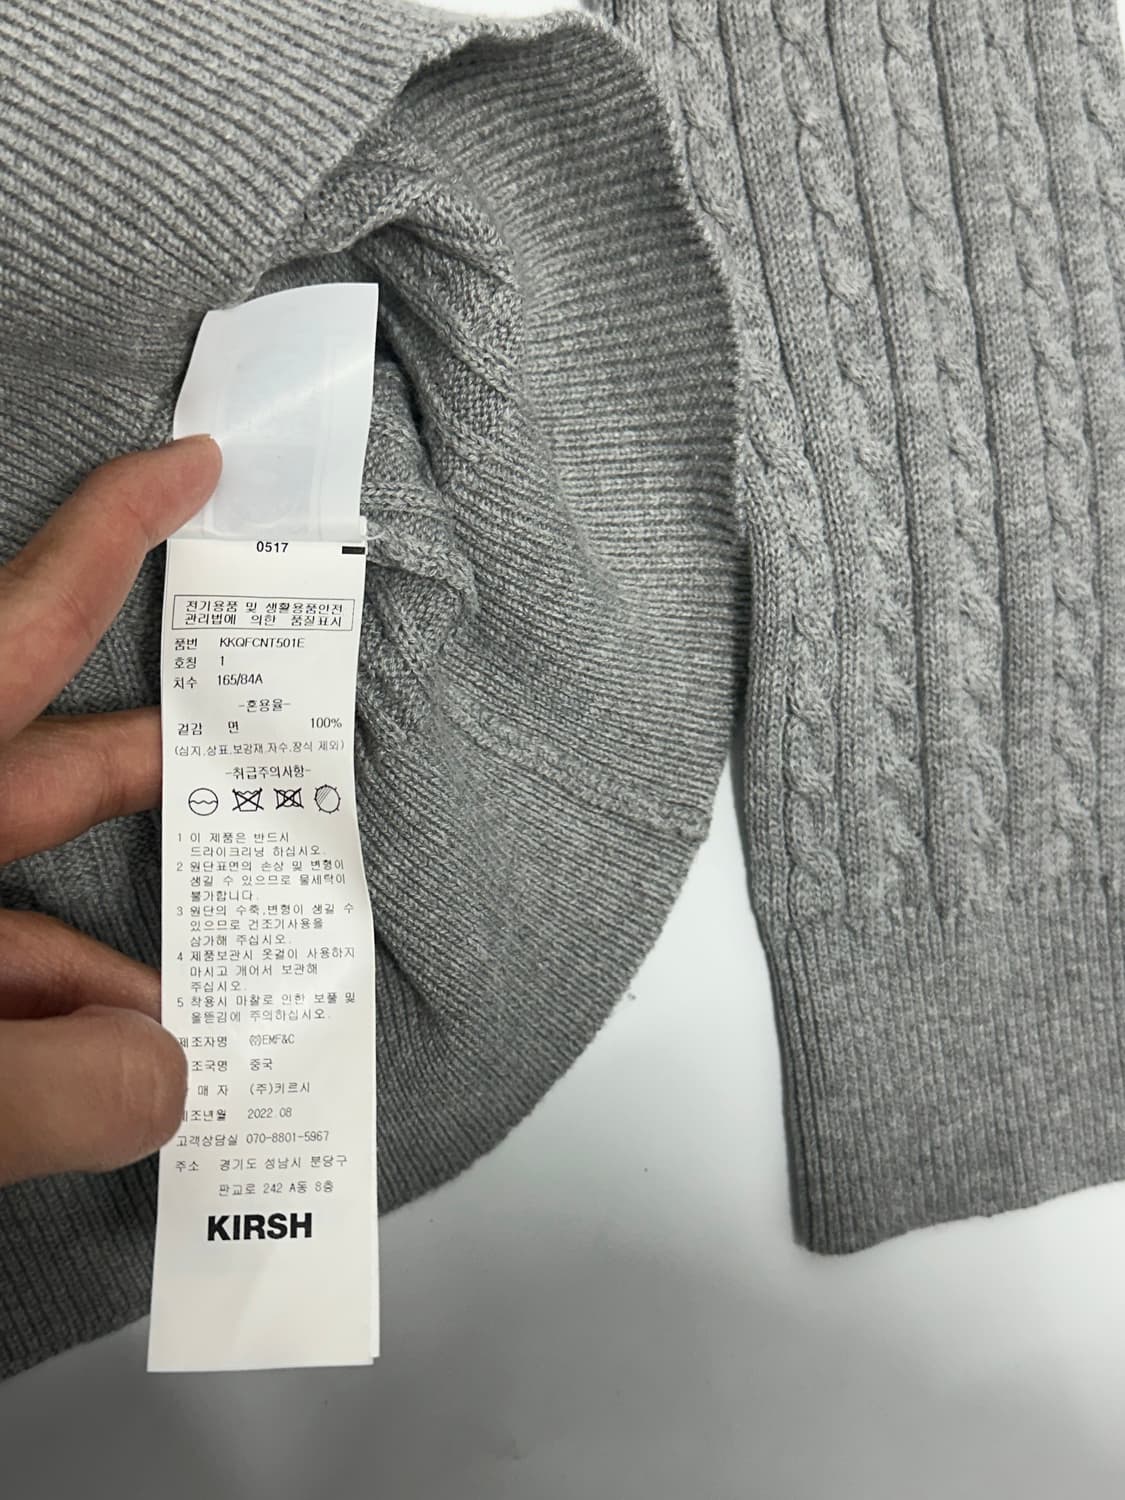 0517
전기용품 및 생활용품안전
관리법에 의한 품질표시
품번 KKQFCNT501E
호칭 1
치수 165/84A
-혼용율-
겉감 면 100%
(심지,상표,보강재,자수,장식 제외)
-취급주의사항-
1 이 제품은 반드시
드라이크리닝 하십시오.
2 원단표면의 손상 및 변형이
생길 수 있으므로 물세탁이
불가합니다.
3 원단의 수축,변형이 생길 수
있으므로 건조기사용을
삼가해 주십시오.
4 제품보관시 옷걸이 사용하지
마시고 개어서 보관해
주십시오.
5 착용시 마찰로 인한 보풀 및
올뜯김에 주의하십시오.
제조자명 ㈜EMF&C
조국명 중국
매 자 (주)키르시
제조년월 2022.08
고객상담실 070-8801-5967
주소 경기도 성남시 분당구
판교로 242 A동 8층
KIRSH